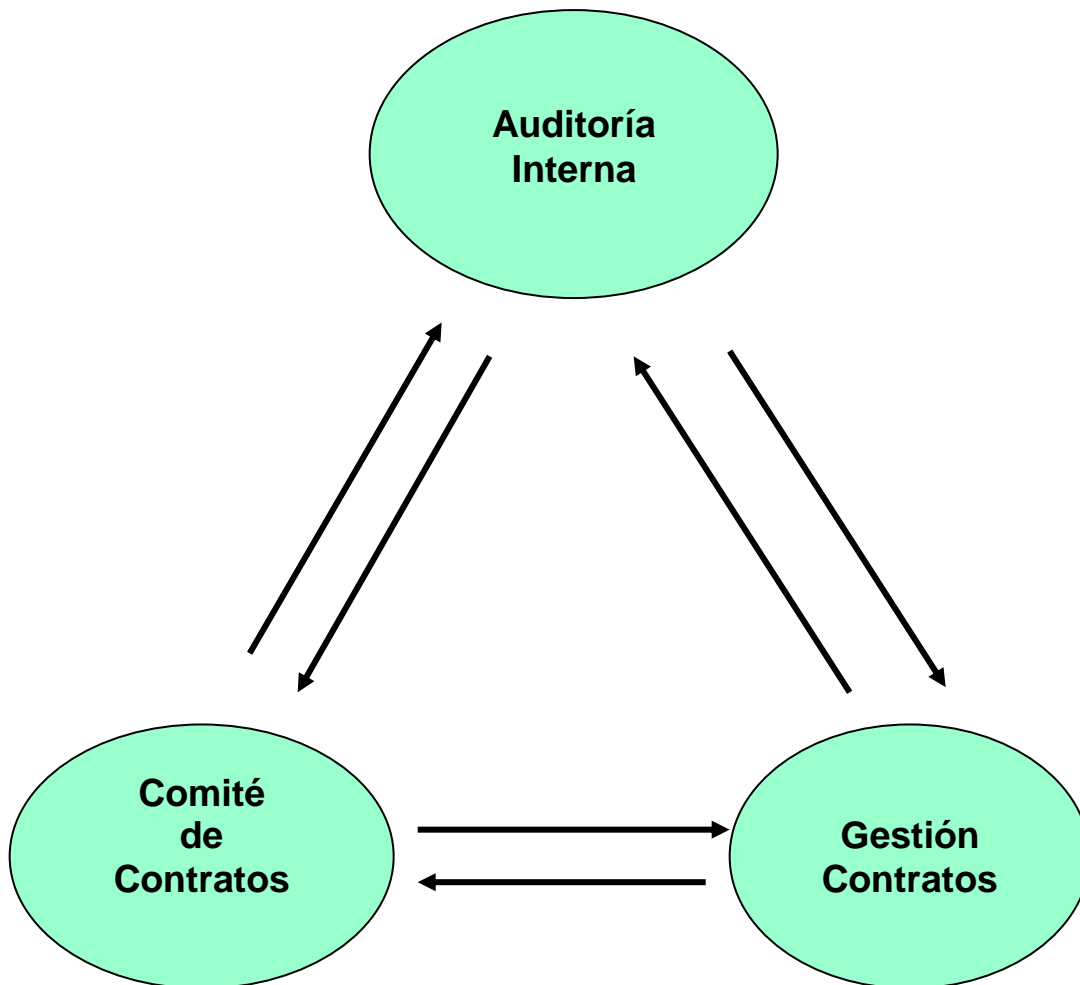 Auditoría
Interna
Comité
de
Contratos
Gestión
Contratos